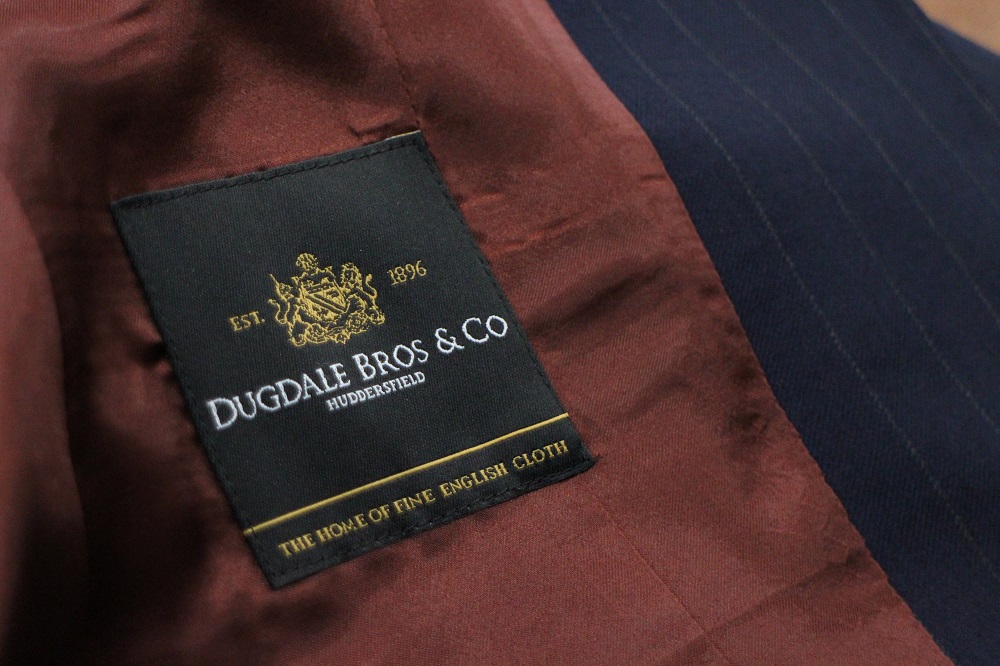 EST. 1896
DUGDALE BROS & CO
HUDDERSFIELD
THE HOME OF FINE ENGLISH CLOTH